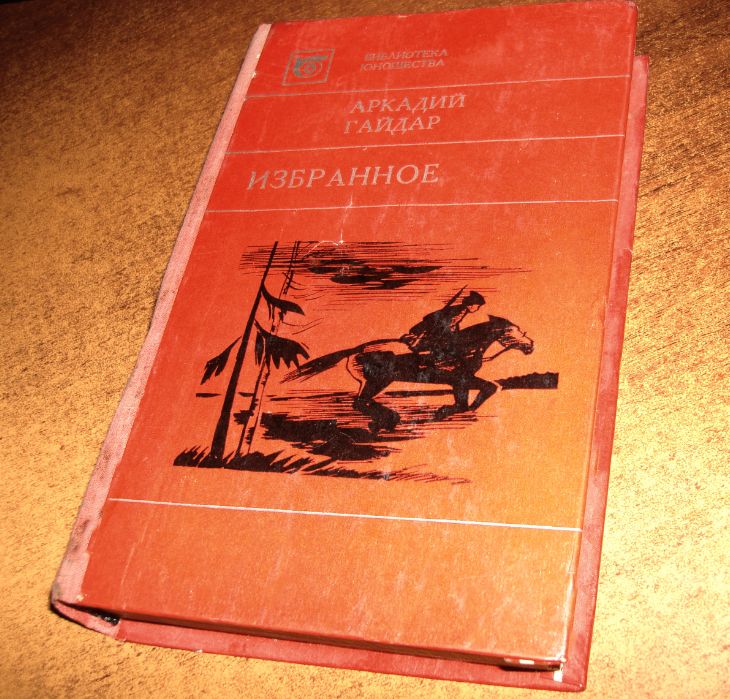 БИБЛИОТЕКА
ЮНОШЕСТВА
АРКАДИЙ
ГАЙДАР
ИЗБРАННОЕ